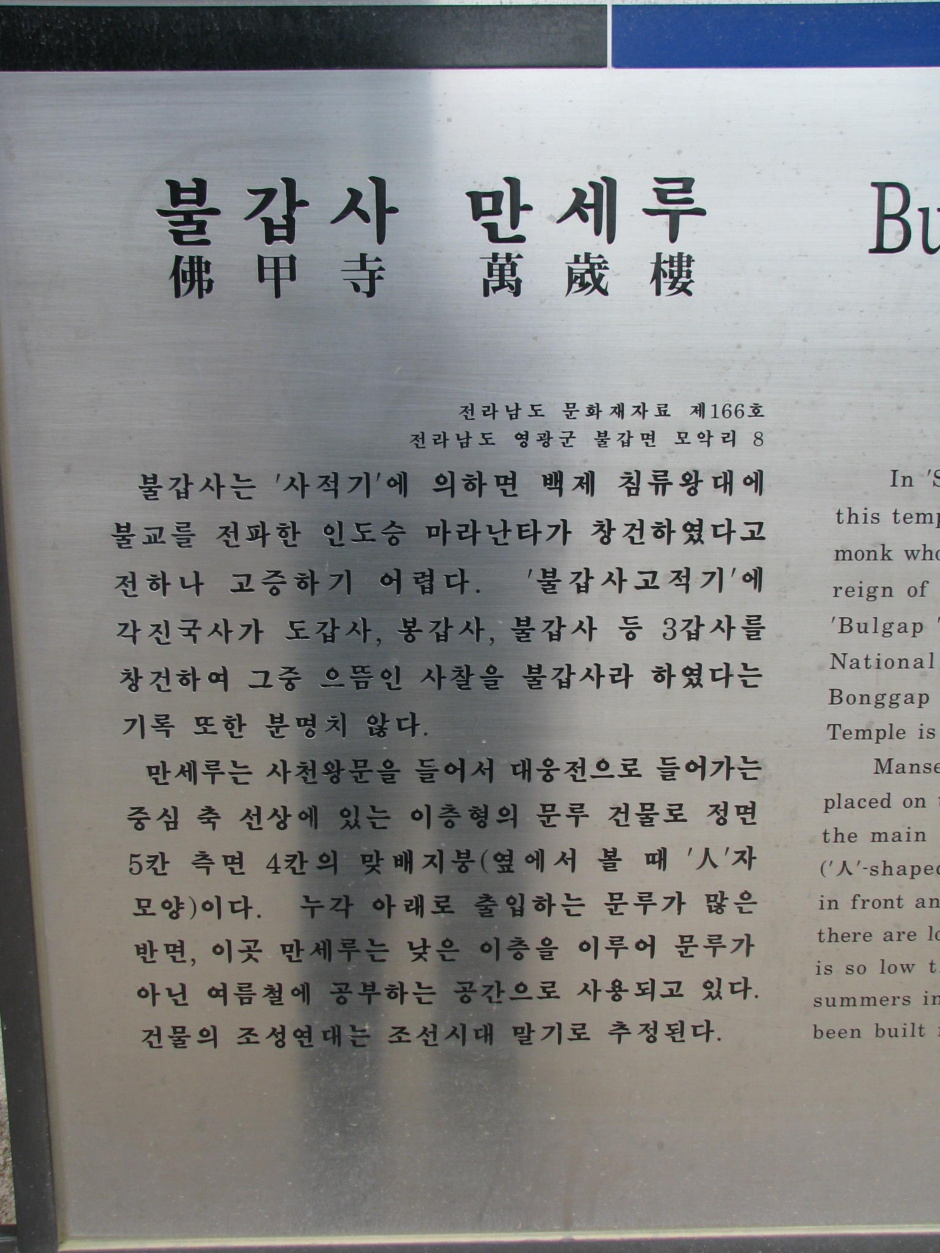 불갑사 만세루
佛甲寺 萬歲樓
전라남도 문화재자료 제166호
전라남도 영광군 불갑면 모악리 8
불갑사는 '사적기'에 의하면 백제 침류왕대에
불교를 전파한 인도승 마라난타가 창건하였다고
전하나 고증하기 어렵다. '불갑사고적기'에
각진국사가 도갑사, 봉갑사, 불갑사 등 3갑사를
창건하여 그중 으뜸인 사찰을 불갑사라 하였다는
기록 또한 분명치 않다.
만세루는 사천왕문을 들어서 대웅전으로 들어가는
중심 축 선상에 있는 이층형의 문루 건물로 정면
5칸 측면 4칸의 맞배지붕(옆에서 볼 때 '人'자
모양)이다. 누각 아래로 출입하는 문루가 많은
반면, 이곳 만세루는 낮은 이층을 이루어 문루가
아닌 여름철에 공부하는 공간으로 사용되고 있다.
건물의 조성연대는 조선시대 말기로 추정된다.
Bu
In 'S
this temp
monk who
reign of
'Bulgap
National
Bonggap
Temple is
Manse
placed on
the main
('人'-shaped
in front an
there are lo
is so low t
summers in
been built